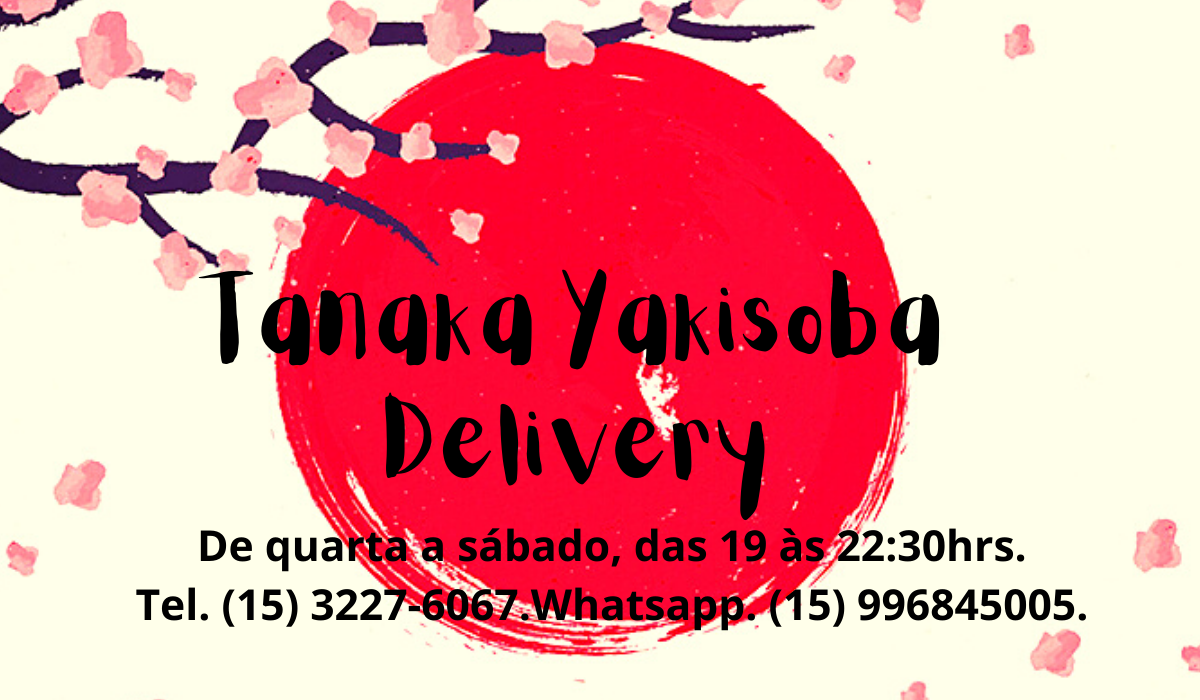 Tanaka Yakisoba
Delivery
De quarta a sábado, das 19 às 22:30hrs.
Tel. (15) 3227-6067.Whatsapp. (15) 996845005.